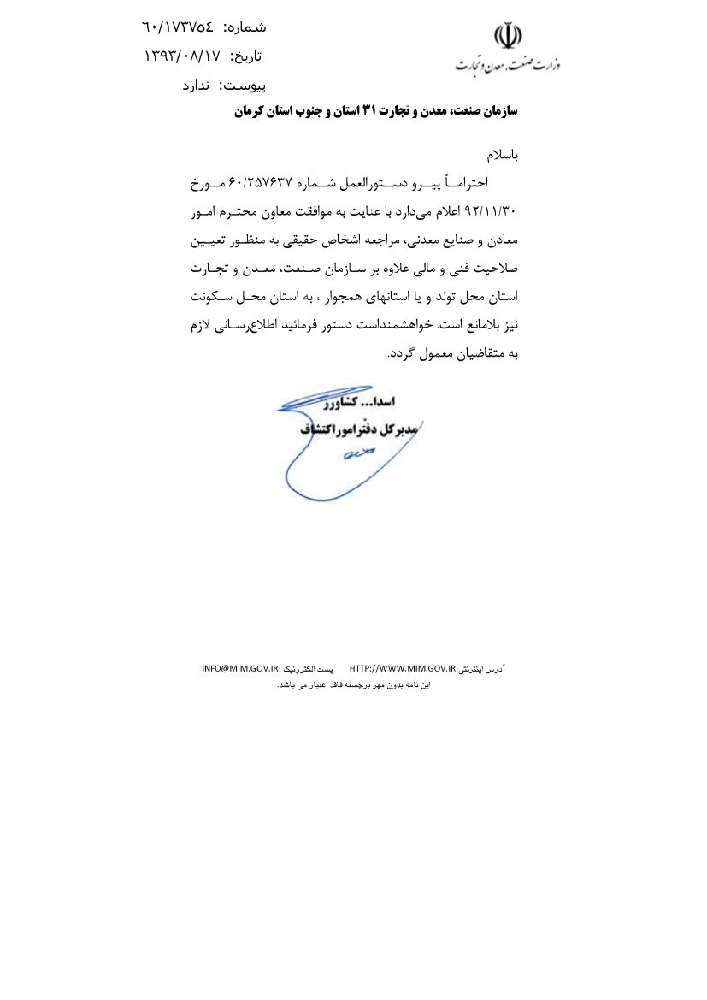 شماره: ٦٠/١٧٣٧٥٤
تاریخ: ١٣٩٣/٠٨/١٧
پیوست: ندارد
وزارت صنعت، معدن و تجارت
سازمان صنعت، معدن و تجارت ۳۱ استان و جنوب استان کرمان
باسلام
احتراماً پیرو دستورالعمل شماره ۶۰/۲۵۷۶۳۷ مورخ
۹۲/۱۱/۳۰ اعلام می‌دارد با عنایت به موافقت معاون محترم امور
معادن و صنایع معدنی، مراجعه اشخاص حقیقی به منظور تعیین
صلاحیت فنی و مالی علاوه بر سازمان صنعت، معدن و تجارت
استان محل تولد و یا استانهای همجوار ، به استان محل سکونت
نیز بلامانع است. خواهشمنداست دستور فرمائید اطلاع‌رسانی لازم
به متقاضیان معمول گردد.
اسدا... کشاورز
مدیرکل دفتر امور اکتشاف
آدرس اینترنتی:HTTP://WWW.MIM.GOV.IR پست الکترونیک :INFO@MIM.GOV.IR
این نامه بدون مهر برجسته فاقد اعتبار می باشد.